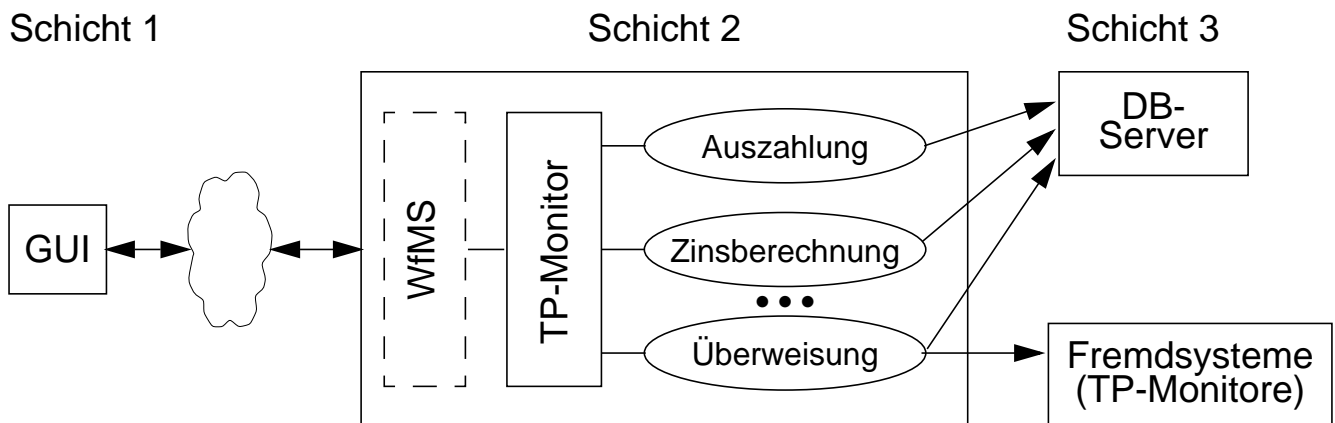 Schicht 1
Schicht 2
Schicht 3
GUI
WfMS
TP-Monitor
Auszahlung
Zinsberechnung
Überweisung
DB-
Server
Fremdsysteme
(TP-Monitore)